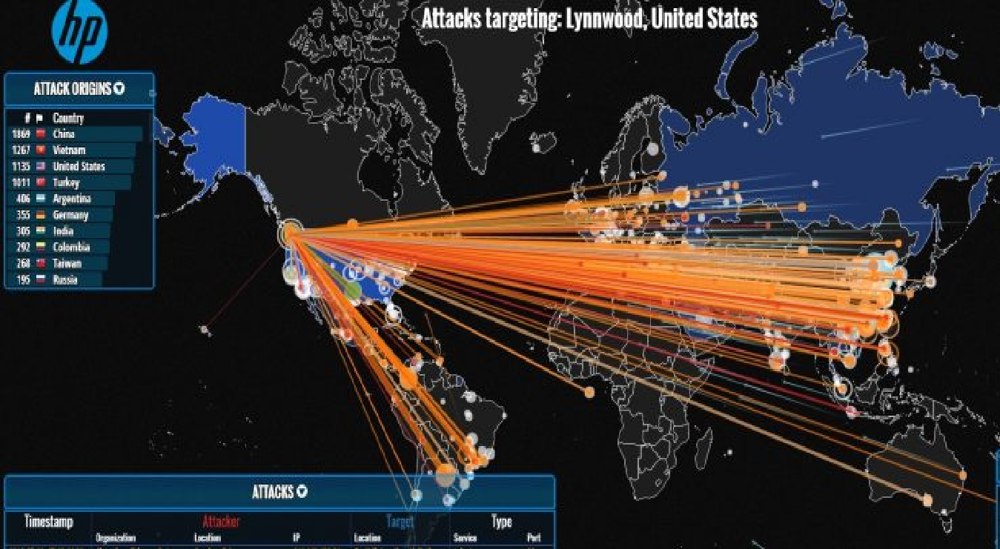 hp
Attacks targeting: Lynnwood, United States
ATTACK ORIGINS
# Country
1869 China
1267 Vietnam
1135 United States
1011 Turkey
406 Argentina
355 Germany
305 India
292 Colombia
268 Taiwan
195 Russia
ATTACKS
Timestamp Attacker Target Type
Organization Location IP Location Service Port